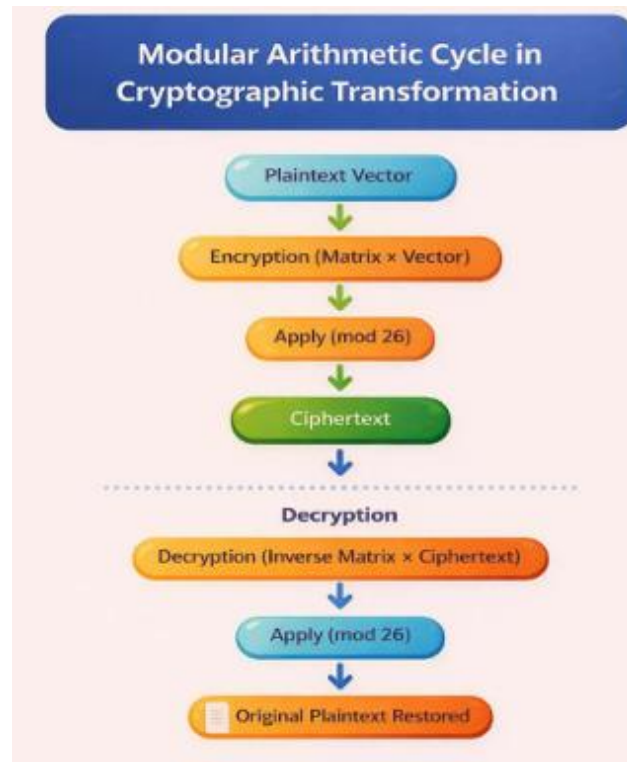 Modular Arithmetic Cycle in
Cryptographic Transformation
Plaintext Vector
Encryption (Matrix × Vector)
Apply (mod 26)
Ciphertext
Decryption
Decryption (Inverse Matrix × Ciphertext)
Apply (mod 26)
Original Plaintext Restored